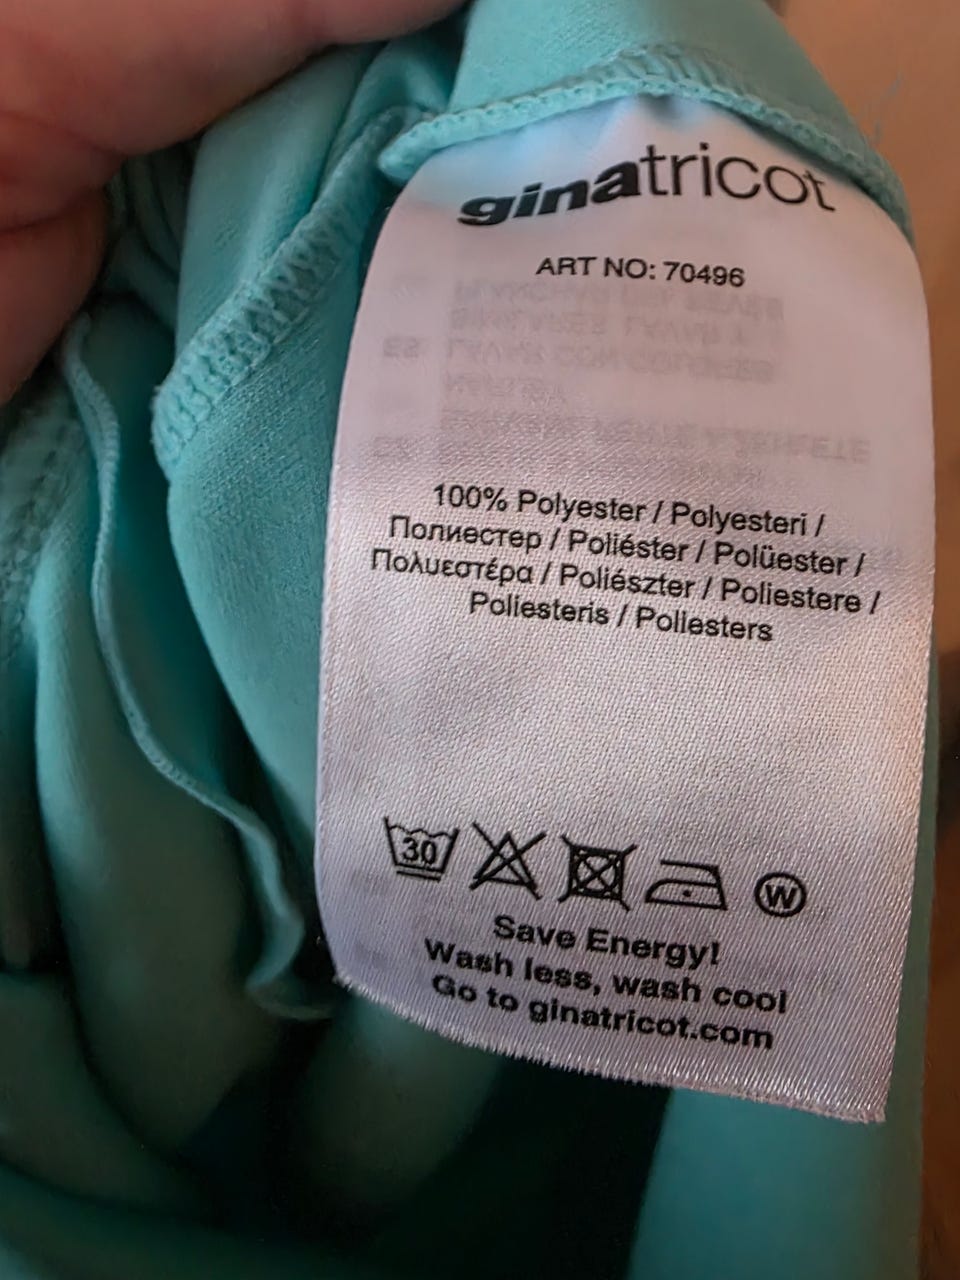 ginatricot
ART NO: 70496
100% Polyester / Polyesteri /
Полиестер / Poliéster / Polüester /
Πολυεστέρα / Poliészter / Poliestere /
Poliesteris / Poliesters
30
W
Save Energy!
Wash less, wash cool
Go to ginatricot.com